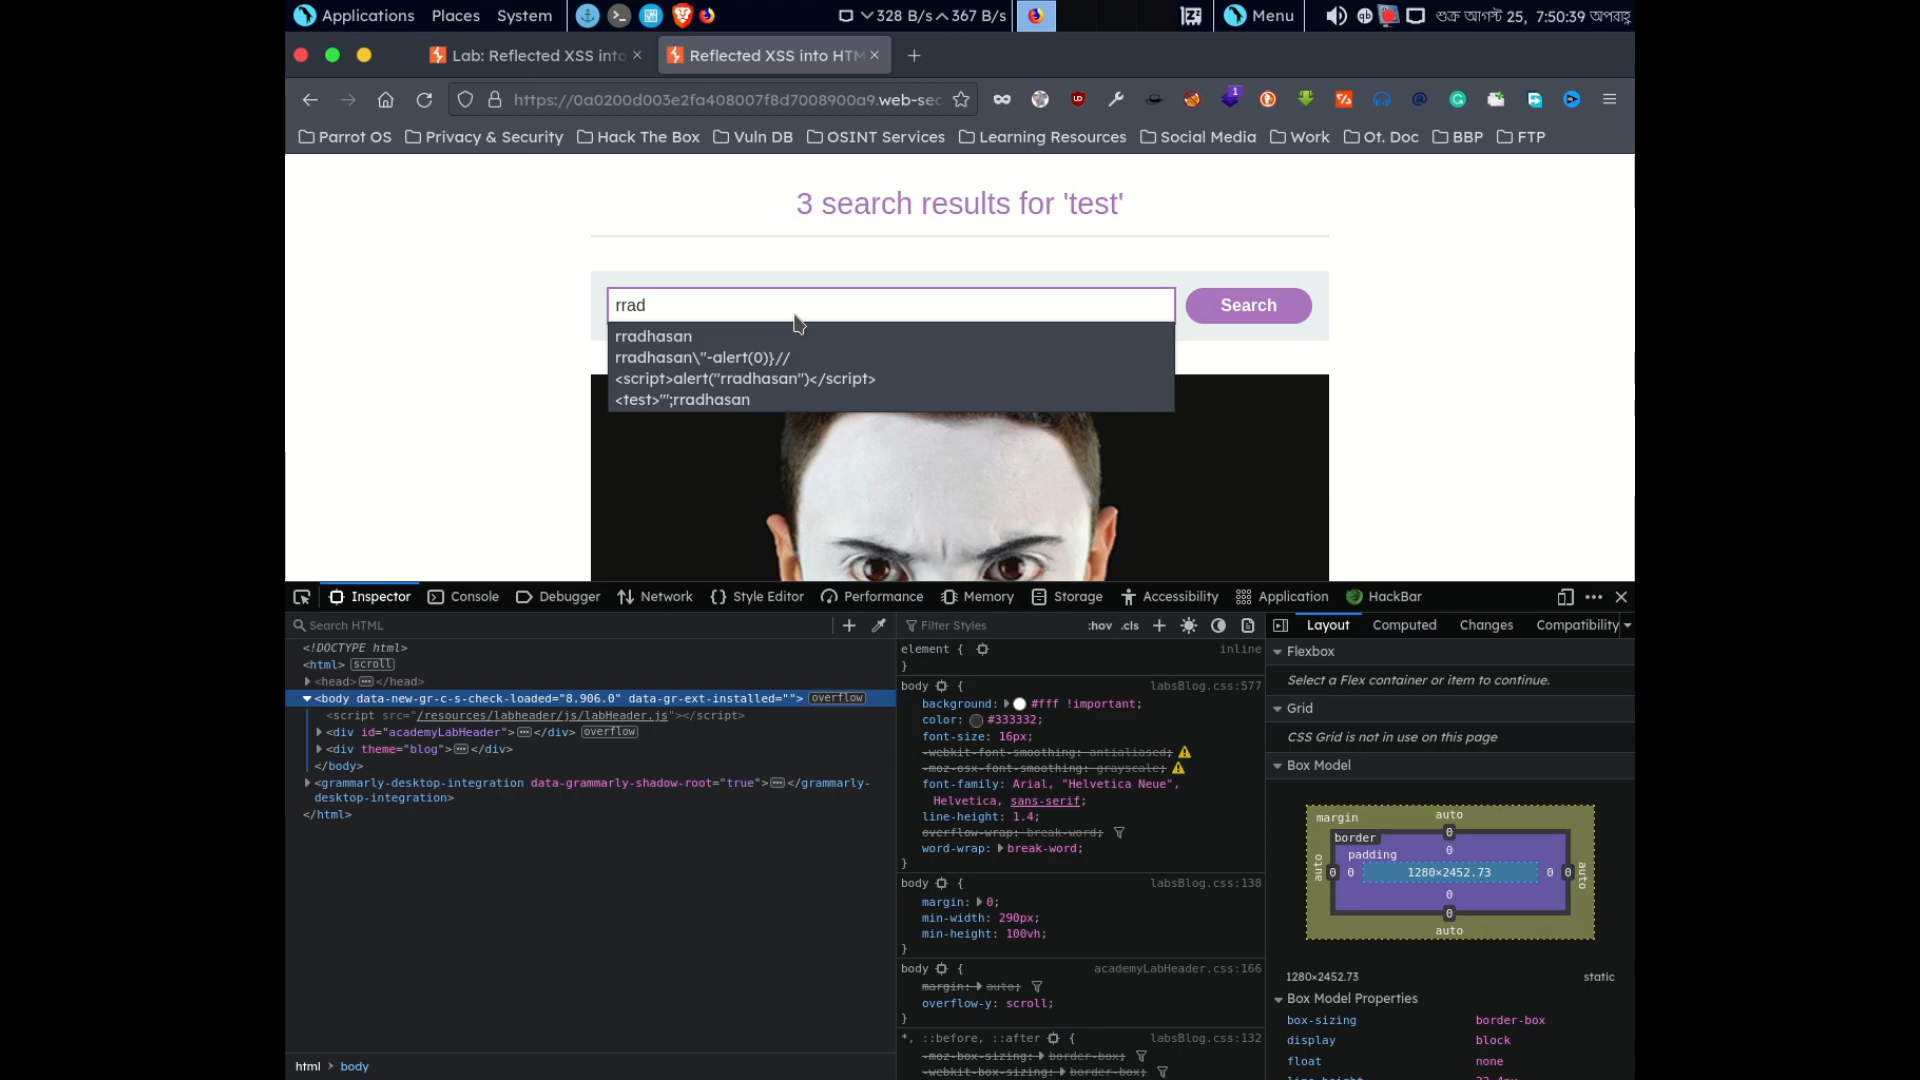 Applications Places System 328 B/s 367 B/s Menu শুক্র আগস্ট 25, 7:50:39 অপরাহ্ণ
Lab: Reflected XSS into Reflected XSS into HTM
https://0a0200d003e2fa408007f8d7008900a9.web-sec 1
Parrot OS Privacy & Security Hack The Box Vuln DB OSINT Services Learning Resources Social Media Work Ot. Doc BBP FTP
3 search results for 'test'
rrad Search
rradhasan
rradhasan\"-alert(0)}//
<script>alert("rradhasan")</script>
<test>"';rradhasan
Inspector Console Debugger Network Style Editor Performance Memory Storage Accessibility Application HackBar
Search HTML Filter Styles :hov .cls Layout Computed Changes Compatibility
<!DOCTYPE html>
<html> scroll
<head> </head>
<body data-new-gr-c-s-check-loaded="8.906.0" data-gr-ext-installed=""> overflow
<script src="/resources/labheader/js/labHeader.js"></script>
<div id="academyLabHeader"> </div> overflow
<div theme="blog"> </div>
</body>
<grammarly-desktop-integration data-grammarly-shadow-root="true"> </grammarly-
desktop-integration>
</html>
html > body
element { inline
}
body { labsBlog.css:577
background: #fff !important;
color: #333332;
font-size: 16px;
-webkit-font-smoothing: antialiased;
-moz-osx-font-smoothing: grayscale;
font-family: Arial, "Helvetica Neue",
Helvetica, sans-serif;
line-height: 1.4;
overflow-wrap: break-word;
word-wrap: break-word;
}
body { labsBlog.css:138
margin: 0;
min-width: 290px;
min-height: 100vh;
}
body { academyLabHeader.css:166
margin: auto;
overflow-y: scroll;
}
*, ::before, ::after { labsBlog.css:132
-moz-box-sizing: border-box;
-webkit-box-sizing: border-box;
Flexbox
Select a Flex container or item to continue.
Grid
CSS Grid is not in use on this page
Box Model
margin auto
border 0
padding 0
auto 0 0 1280×2452.73 0 0 auto
0
0
auto
1280×2452.73 static
Box Model Properties
box-sizing border-box
display block
float none